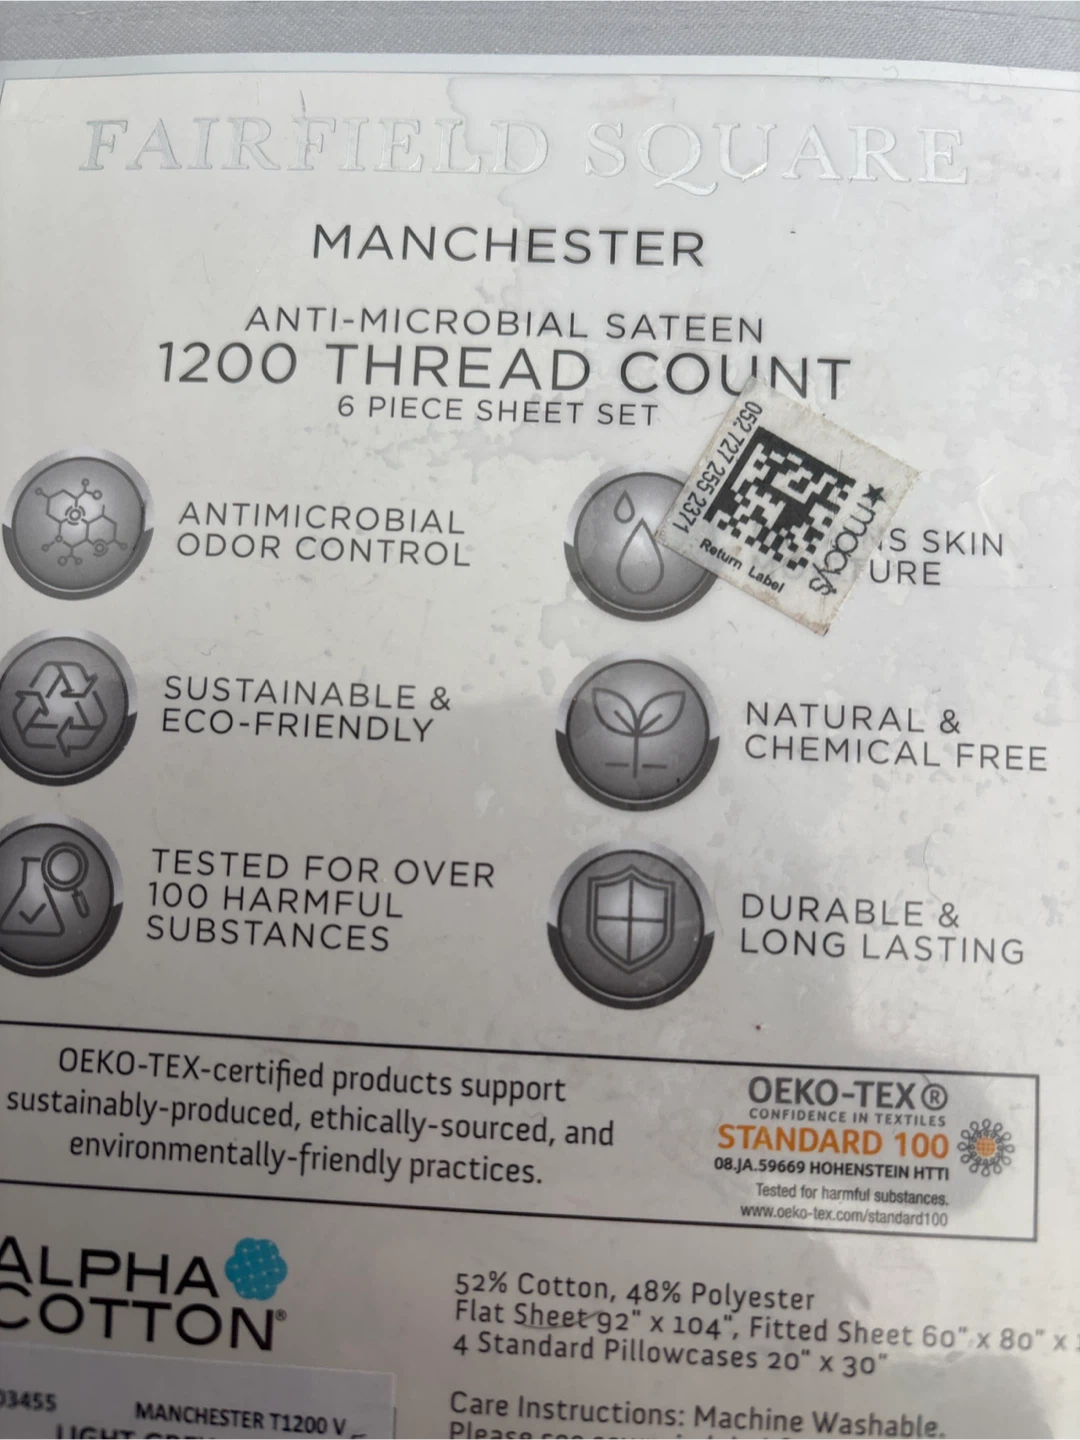 FAIRFIELD SQUARE
MANCHESTER
ANTI-MICROBIAL SATEEN
1200 THREAD COUNT
6 PIECE SHEET SET
052 727 255 2371
★macy's
Return Label
ANTIMICROBIAL
ODOR CONTROL
S SKIN
URE
SUSTAINABLE &
ECO-FRIENDLY
NATURAL &
CHEMICAL FREE
TESTED FOR OVER
100 HARMFUL
SUBSTANCES
DURABLE &
LONG LASTING
OEKO-TEX-certified products support
sustainably-produced, ethically-sourced, and
environmentally-friendly practices.
OEKO-TEX®
CONFIDENCE IN TEXTILES
STANDARD 100
08.JA.59669 HOHENSTEIN HTTI
Tested for harmful substances.
www.oeko-tex.com/standard100
ALPHA
COTTON®
52% Cotton, 48% Polyester
Flat Sheet 92" x 104", Fitted Sheet 60" x 80" x
4 Standard Pillowcases 20" x 30"
Care Instructions: Machine Washable.
Please
03455
MANCHESTER T1200 V
LIGHT